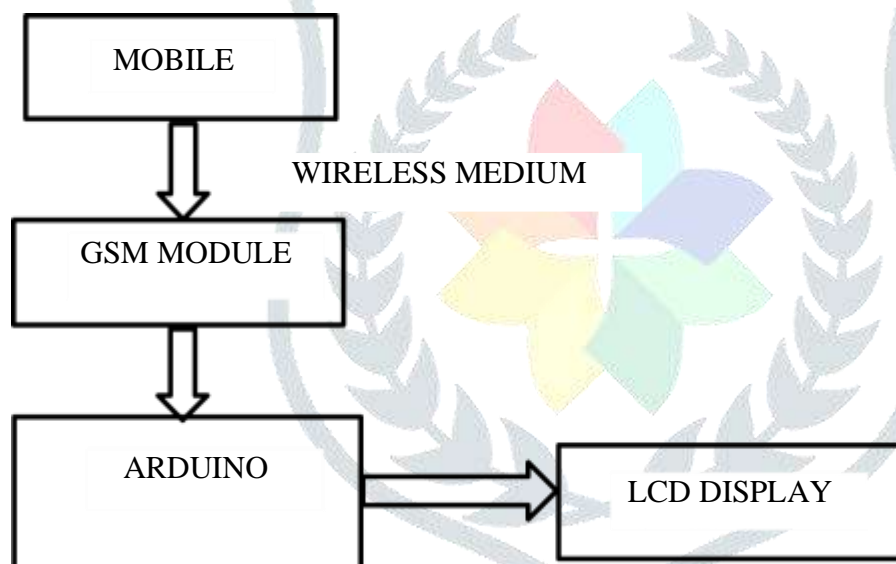 MOBILE
WIRELESS MEDIUM
GSM MODULE
ARDUINO
LCD DISPLAY